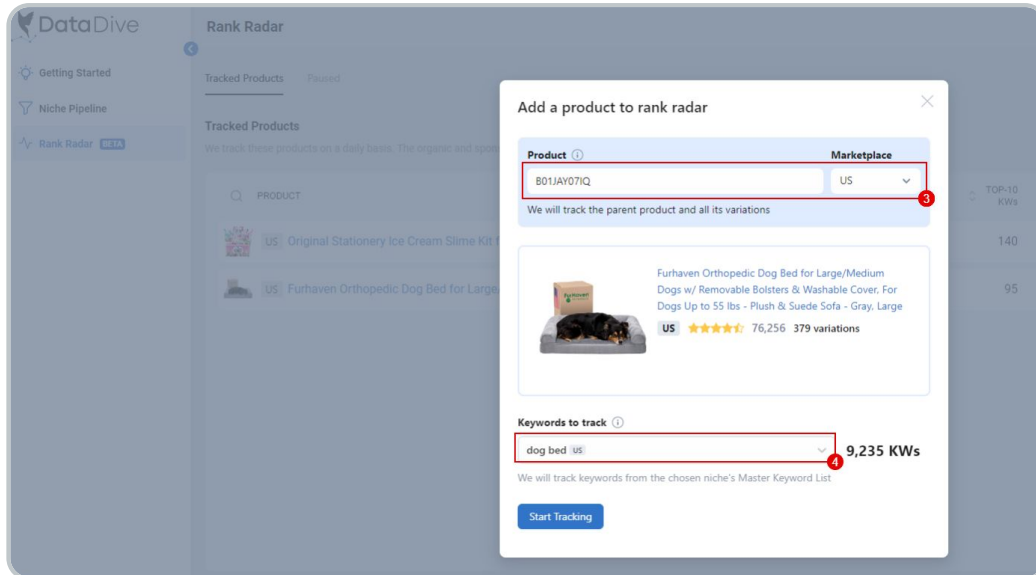 DataDive
Rank Radar
Getting Started
Niche Pipeline
Rank Radar BETA
Tracked Products Paused
Tracked Products
We track these products on a daily basis. The organic and spon
PRODUCT
TOP-10
KWs
US Original Stationery Ice Cream Slime Kit f
140
US Furhaven Orthopedic Dog Bed for Large
95
Add a product to rank radar
Product
Marketplace
B01JAY07IQ
US
3
We will track the parent product and all its variations
FurHaven
Furhaven Orthopedic Dog Bed for Large/Medium
Dogs w/ Removable Bolsters & Washable Cover, For
Dogs Up to 55 lbs - Plush & Suede Sofa - Gray, Large
US 76,256 379 variations
Keywords to track
dog bed US
9,235 KWs
4
We will track keywords from the chosen niche's Master Keyword List
Start Tracking